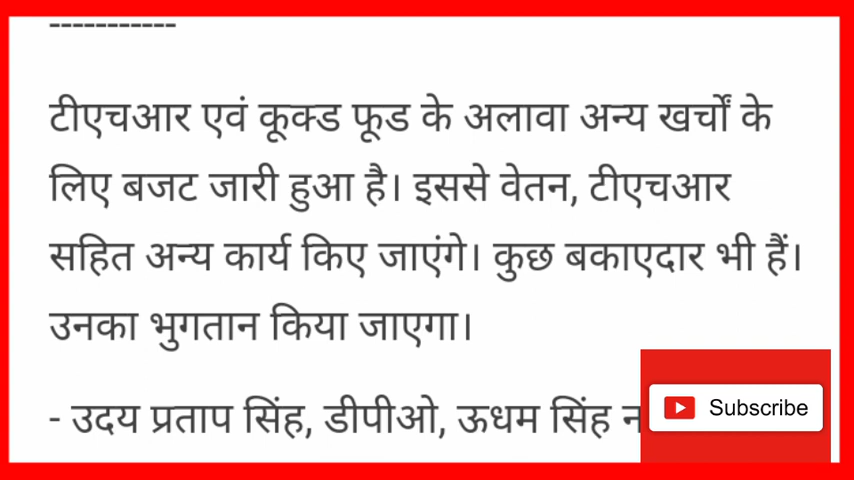 -----------
टीएचआर एवं कूक्ड फूड के अलावा अन्य खर्चों के
लिए बजट जारी हुआ है। इससे वेतन, टीएचआर
सहित अन्य कार्य किए जाएंगे। कुछ बकाएदार भी हैं।
उनका भुगतान किया जाएगा।
- उदय प्रताप सिंह, डीपीओ, ऊधम सिंह न
Subscribe